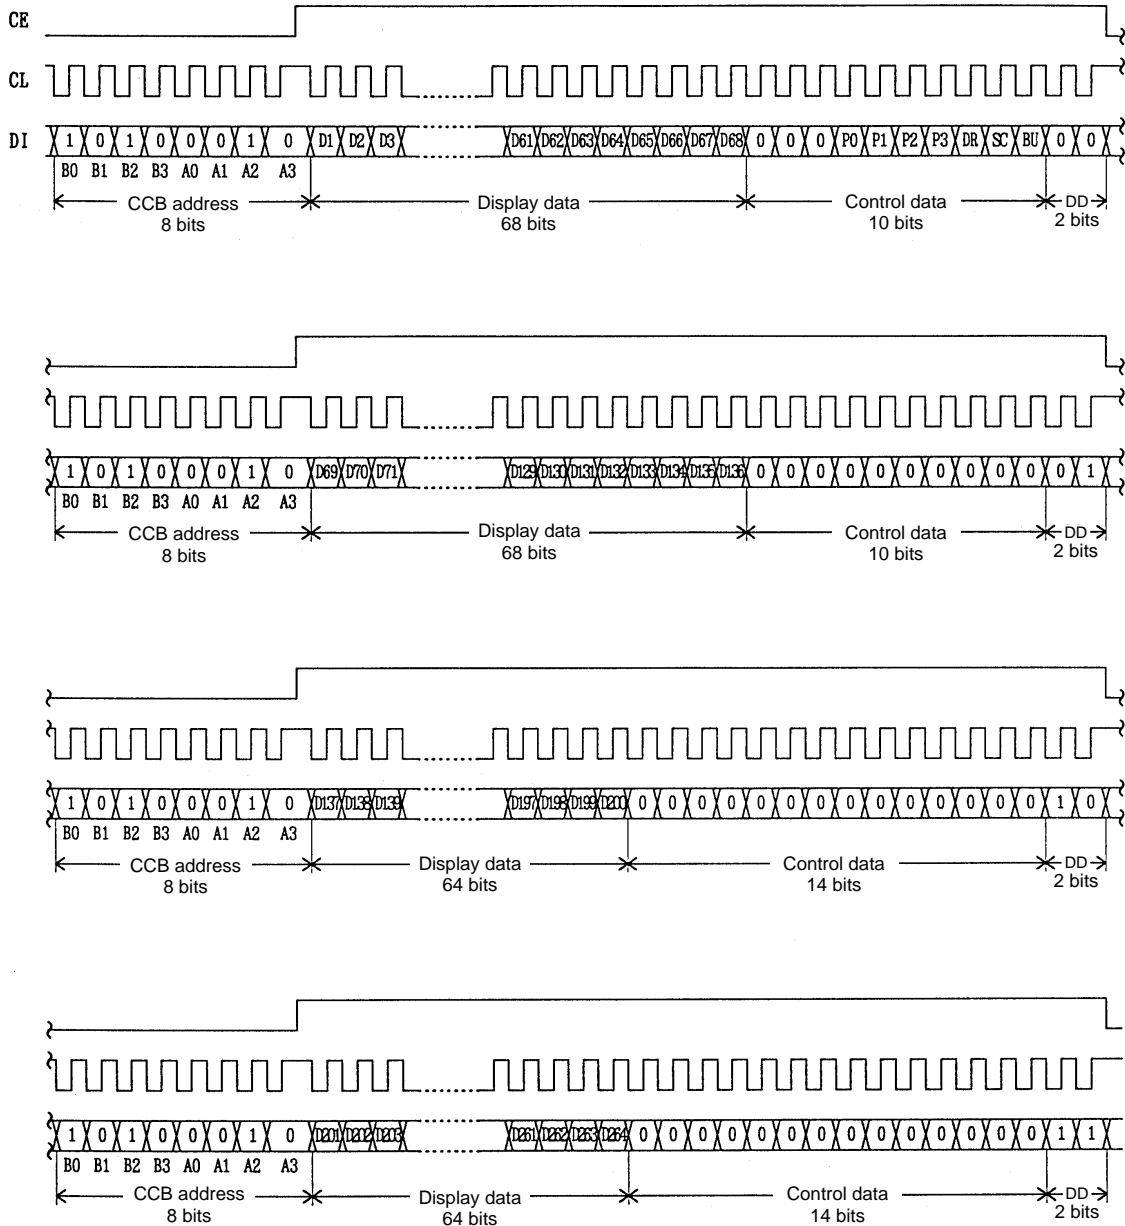 CE
CL
DI 1 0 1 0 0 0 1 0 D1 D2 D3 D61 D62 D63 D64 D65 D66 D67 D68 0 0 0 P0 P1 P2 P3 DR SC BU 0 0
B0 B1 B2 B3 A0 A1 A2 A3
CCB address Display data Control data DD
8 bits 68 bits 10 bits 2 bits
1 0 1 0 0 0 1 0 D69 D70 D71 D129 D130 D131 D132 D133 D134 D135 D136 0 0 0 0 0 0 0 0 0 0 0 1
B0 B1 B2 B3 A0 A1 A2 A3
CCB address Display data Control data DD
8 bits 68 bits 10 bits 2 bits
1 0 1 0 0 0 1 0 D137 D138 D139 D197 D198 D199 D200 0 0 0 0 0 0 0 0 0 0 0 0 0 0 1 0
B0 B1 B2 B3 A0 A1 A2 A3
CCB address Display data Control data DD
8 bits 64 bits 14 bits 2 bits
1 0 1 0 0 0 1 0 D201 D202 D203 D261 D262 D263 D264 0 0 0 0 0 0 0 0 0 0 0 0 0 0 1 1
B0 B1 B2 B3 A0 A1 A2 A3
CCB address Display data Control data DD
8 bits 64 bits 14 bits 2 bits